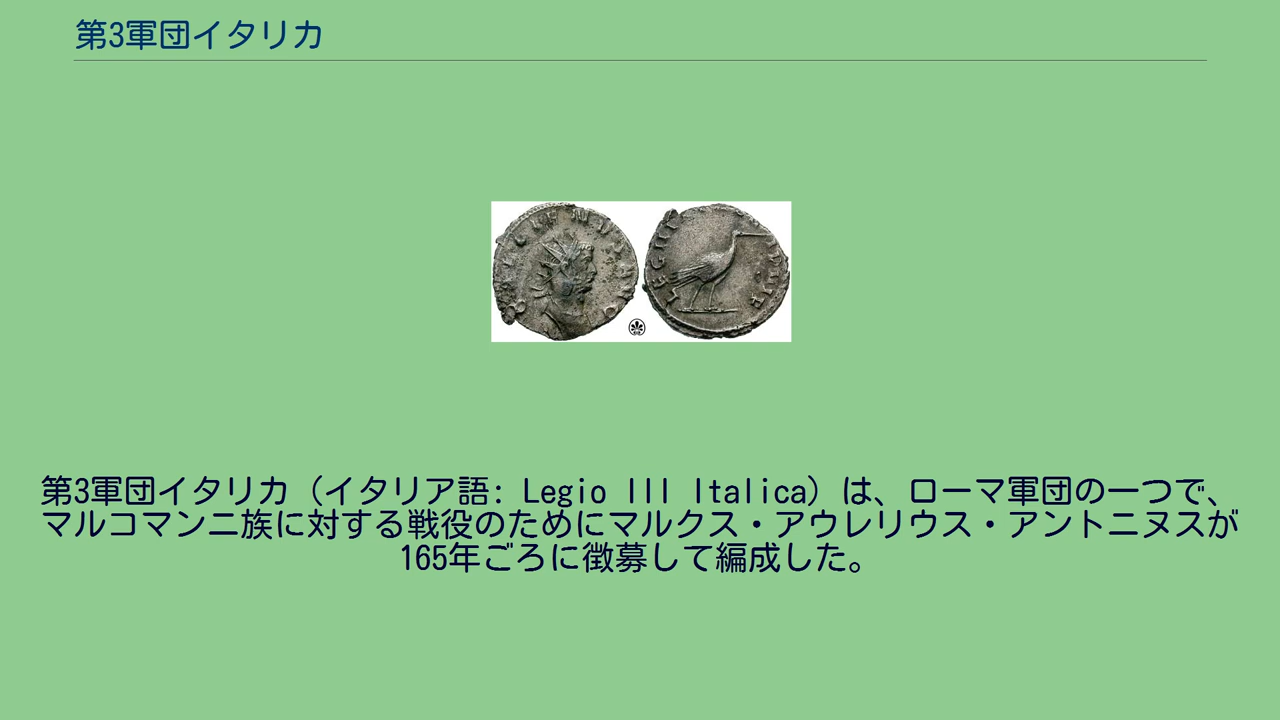 第3軍団イタリカ
第3軍団イタリカ（イタリア語: Legio III Italica）は、ローマ軍団の一つで、
マルコマンニ族に対する戦役のためにマルクス・アウレリウス・アントニヌスが
165年ごろに徴募して編成した。